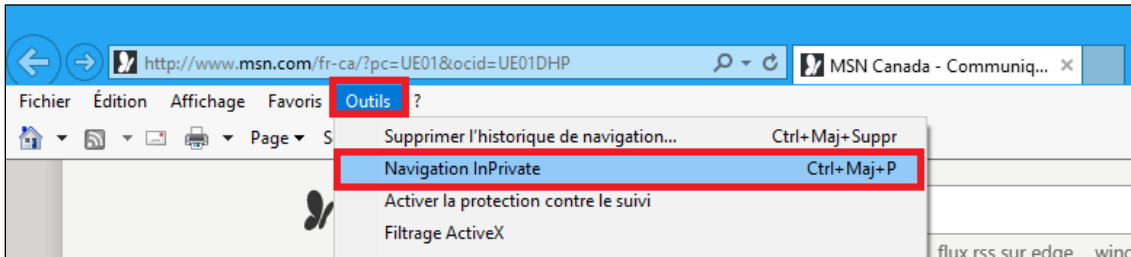 http://www.msn.com/fr-ca/?pc=UE01&ocid=UE01DHP
MSN Canada - Communiq...
Fichier Édition Affichage Favoris Outils ?
Page S
Supprimer l'historique de navigation... Ctrl+Maj+Suppr
Navigation InPrivate Ctrl+Maj+P
Activer la protection contre le suivi
Filtrage ActiveX
flux rss sur edge